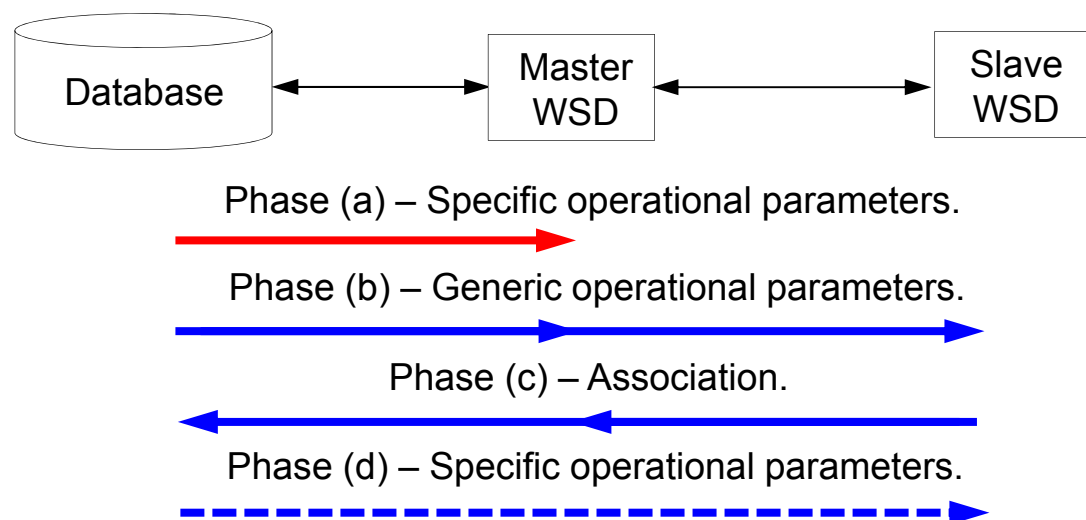 Database
Master
WSD
Slave
WSD
Phase (a) – Specific operational parameters.
Phase (b) – Generic operational parameters.
Phase (c) – Association.
Phase (d) – Specific operational parameters.